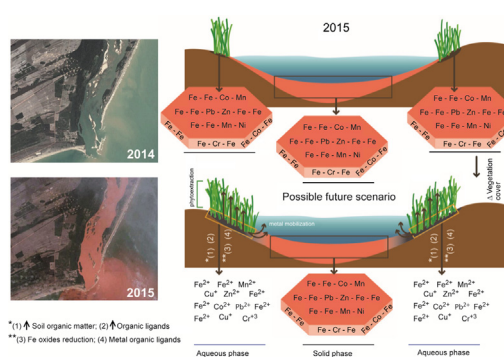 2015
2014
Fe - Fe - Co - Mn
Fe - Fe - Pb - Zn - Fe - Fe
Fe - Fe - Mn - Ni
Fe - Fe
Fe - Cr - Fe
Fe - Co - Fe
Fe - Fe - Co - Mn
Fe - Fe - Pb - Zn - Fe - Fe
Fe - Fe - Mn - Ni
Fe - Fe
Fe - Cr - Fe
Fe - Co - Fe
Fe - Fe - Co - Mn
Fe - Fe - Pb - Zn - Fe - Fe
Fe - Fe - Mn - Ni
Fe - Fe
Fe - Cr - Fe
Fe - Co - Fe
Δ Vegetation
cover
Possible future scenario
phytoextraction
metal mobilization
*(1) (2)
**(3) (4)
*(1) (2)
**(3) (4)
2015
Fe²⁺ Fe²⁺ Mn²⁺
Cu⁺ Zn²⁺ Fe²⁺
Fe²⁺ Co²⁺ Pb²⁺ Fe²⁺
Fe²⁺ Cu⁺ Cr⁺³
Aqueous phase
Fe - Fe - Co - Mn
Fe - Fe - Pb - Zn - Fe - Fe
Fe - Fe - Mn - Ni
Fe - Fe
Fe - Cr - Fe
Fe - Co - Fe
Solid phase
Fe²⁺ Fe²⁺ Mn²⁺
Cu⁺ Zn²⁺ Fe²⁺
Fe²⁺ Co²⁺ Pb²⁺ Fe²⁺
Fe²⁺ Cu⁺ Cr⁺³
Aqueous phase
*(1) ↑ Soil organic matter; (2) ↑ Organic ligands
**(3) Fe oxides reduction; (4) Metal organic ligands